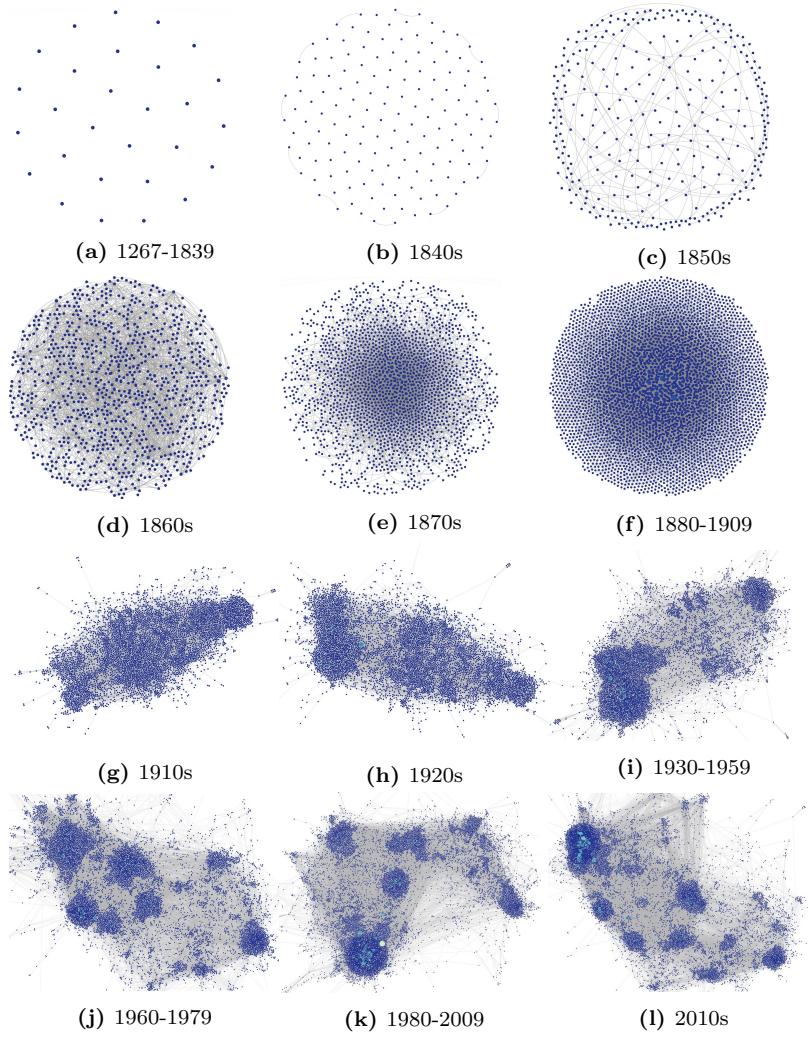 (a) 1267-1839
(b) 1840s
(c) 1850s
(d) 1860s
(e) 1870s
(f) 1880-1909
(g) 1910s
(h) 1920s
(i) 1930-1959
(j) 1960-1979
(k) 1980-2009
(l) 2010s